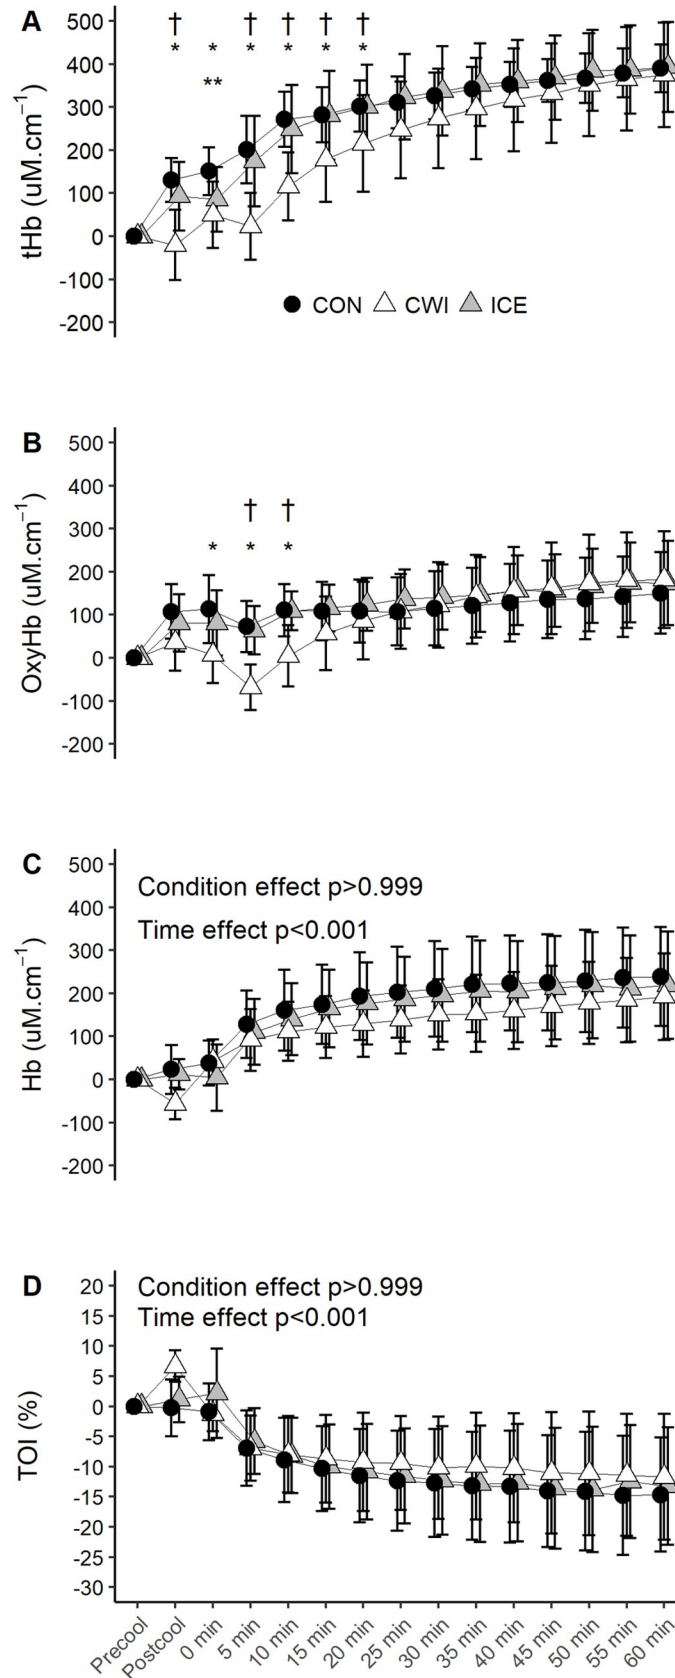 A
† * * ** † * † * † * † *
500
400
300
200
100
0
-100
-200
tHb (uM.cm−1)
CON CWI ICE
B
* † * † *
500
400
300
200
100
0
-100
-200
OxyHb (uM.cm−1)
C
Condition effect p>0.999
Time effect p<0.001
500
400
300
200
100
0
-100
-200
Hb (uM.cm−1)
D
Condition effect p>0.999
Time effect p<0.001
20
15
10
5
0
-5
-10
-15
-20
-25
-30
TOI (%)
Precool
Postcool
0 min
5 min
10 min
15 min
20 min
25 min
30 min
35 min
40 min
45 min
50 min
55 min
60 min